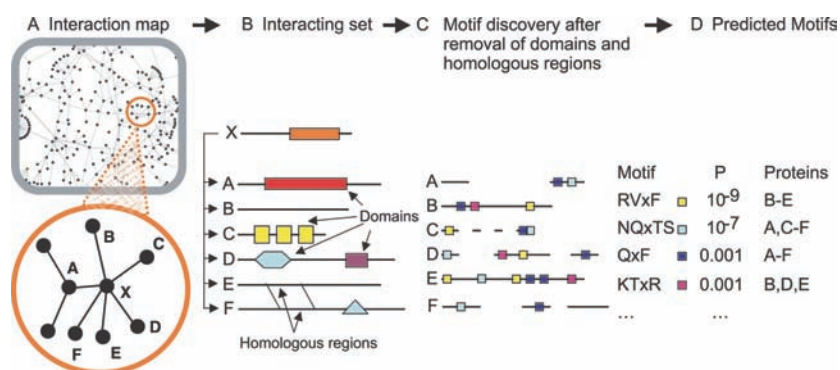 A Interaction map
B Interacting set
C Motif discovery after
removal of domains and
homologous regions
D Predicted Motifs
B
C
A
X
D
F
E
X
A
B
C
D
E
F
Domains
Homologous regions
A
B
C
D
E
F
Motif P Proteins
RVxF 10-9 B-E
NQxTS 10-7 A,C-F
QxF 0.001 A-F
KTxR 0.001 B,D,E
... ...